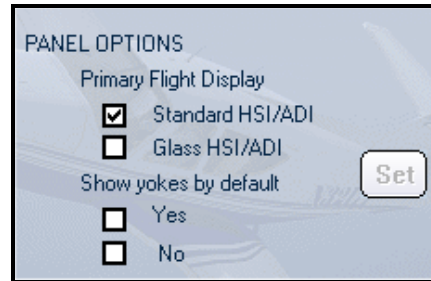 PANEL OPTIONS
Primary Flight Display
Standard HSI/ADI
Glass HSI/ADI
Set
Show yokes by default
Yes
No